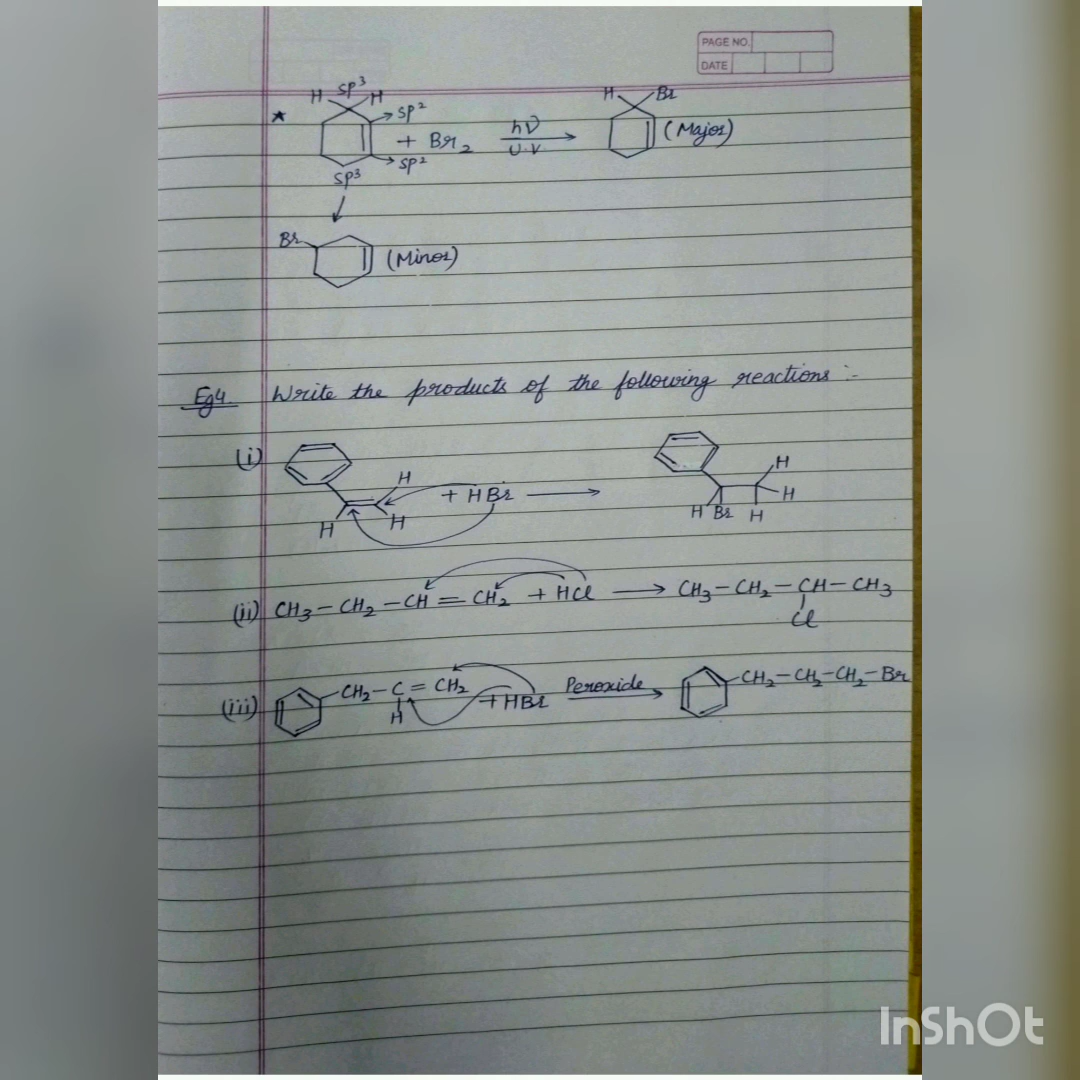 PAGE NO.
DATE
H sp³ H
* sp² + Br₂ hν U.V H Br (Major)
sp²
sp³
Br (Minor)
Eg4. Write the products of the following reactions :-
(i) H H H + HBr H H H Br H
(ii) CH₃ – CH₂ – CH = CH₂ + HCl → CH₃ – CH₂ – CH – CH₃
Cl
(iii) CH₂ – C = CH₂ + HBr Peroxide → CH₂ – CH₂ – CH₂ – Br
H
InShOt